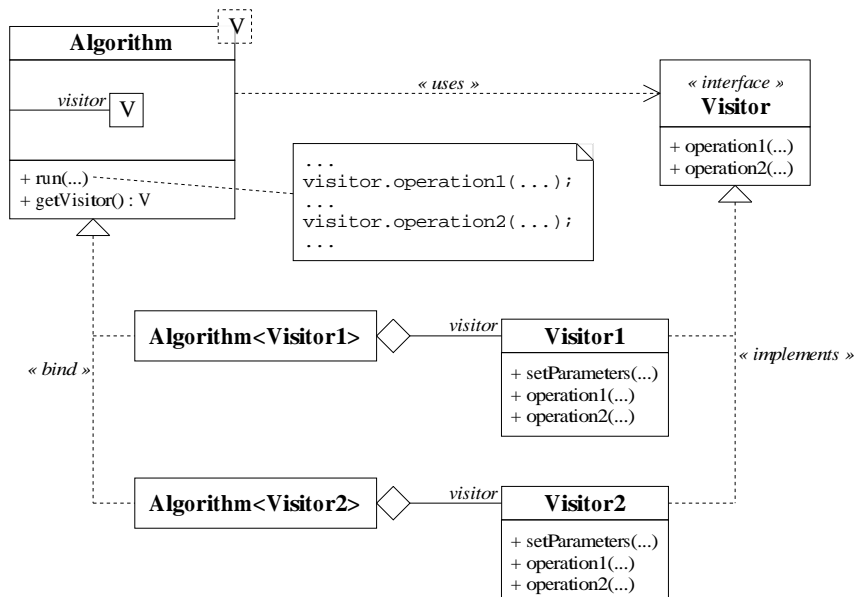 V
Algorithm
visitor
V
+ run(...)
+ getVisitor() : V
« uses »
« interface »
Visitor
+ operation1(...)
+ operation2(...)
...
visitor.operation1(...);
...
visitor.operation2(...);
...
« bind »
Algorithm<Visitor1>
visitor
Visitor1
+ setParameters(...)
+ operation1(...)
+ operation2(...)
« implements »
Algorithm<Visitor2>
visitor
Visitor2
+ setParameters(...)
+ operation1(...)
+ operation2(...)